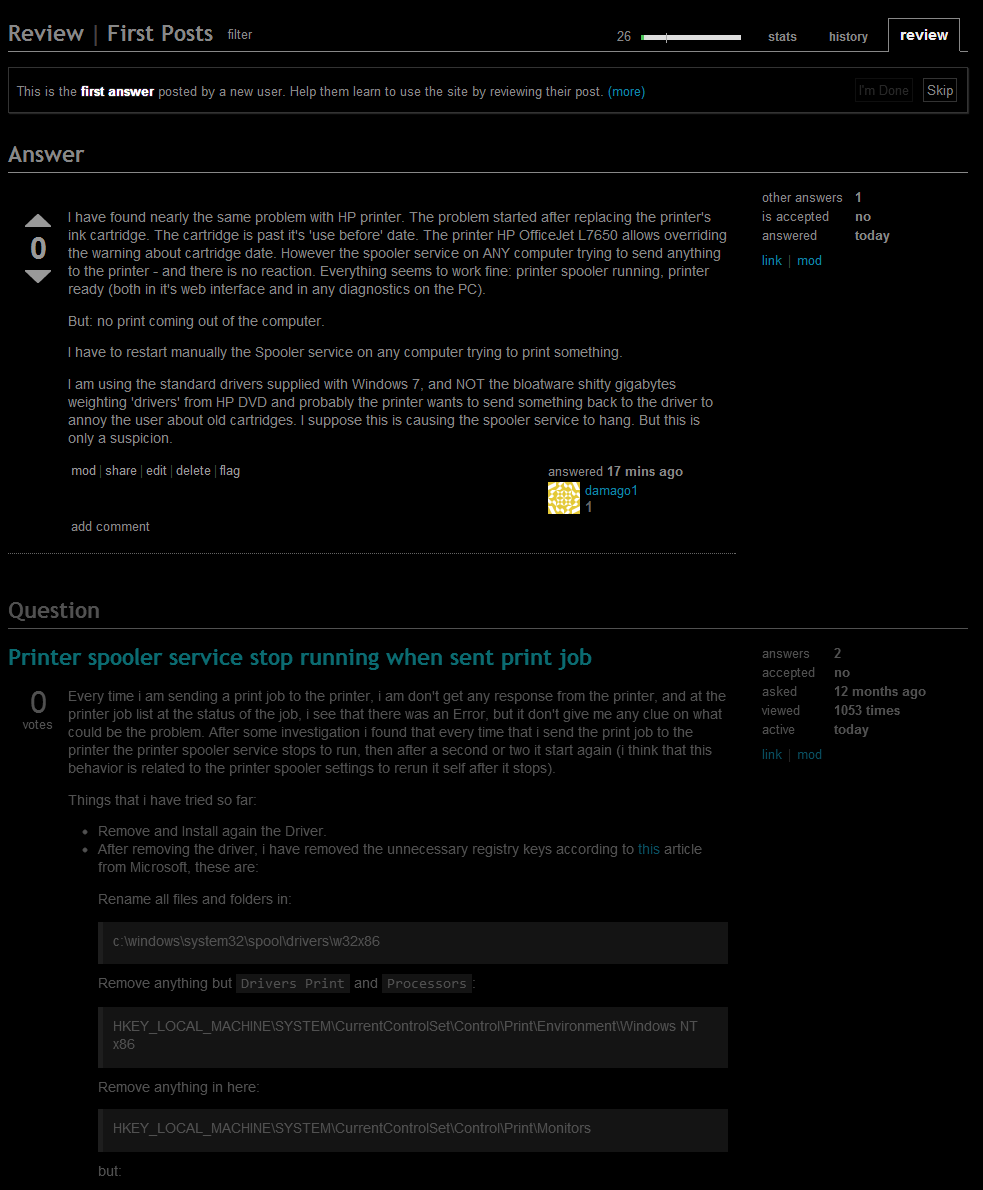 Review | First Posts filter 26 stats history review
This is the first answer posted by a new user. Help them learn to use the site by reviewing their post. (more) I'm Done Skip
Answer
other answers 1
is accepted no
answered today
link | mod
0
I have found nearly the same problem with HP printer. The problem started after replacing the printer's
ink cartridge. The cartridge is past it's 'use before' date. The printer HP OfficeJet L7650 allows overriding
the warning about cartridge date. However the spooler service on ANY computer trying to send anything
to the printer - and there is no reaction. Everything seems to work fine: printer spooler running, printer
ready (both in it's web interface and in any diagnostics on the PC).
But: no print coming out of the computer.
I have to restart manually the Spooler service on any computer trying to print something.
I am using the standard drivers supplied with Windows 7, and NOT the bloatware shitty gigabytes
weighting 'drivers' from HP DVD and probably the printer wants to send something back to the driver to
annoy the user about old cartridges. I suppose this is causing the spooler service to hang. But this is
only a suspicion.
mod | share | edit | delete | flag
answered 17 mins ago
damago1
1
add comment
Question
Printer spooler service stop running when sent print job
answers 2
accepted no
asked 12 months ago
viewed 1053 times
active today
link | mod
0
votes
Every time i am sending a print job to the printer, i am don't get any response from the printer, and at the
printer job list at the status of the job, i see that there was an Error, but it don't give me any clue on what
could be the problem. After some investigation i found that every time that i send the print job to the
printer the printer spooler service stops to run, then after a second or two it start again (i think that this
behavior is related to the printer spooler settings to rerun it self after it stops).
Things that i have tried so far:
• Remove and Install again the Driver.
• After removing the driver, i have removed the unnecessary registry keys according to this article
from Microsoft, these are:
Rename all files and folders in:
c:\windows\system32\spool\drivers\w32x86
Remove anything but Drivers Print and Processors:
HKEY_LOCAL_MACHINE\SYSTEM\CurrentControlSet\Control\Print\Environment\Windows NT
x86
Remove anything in here:
HKEY_LOCAL_MACHINE\SYSTEM\CurrentControlSet\Control\Print\Monitors
but: